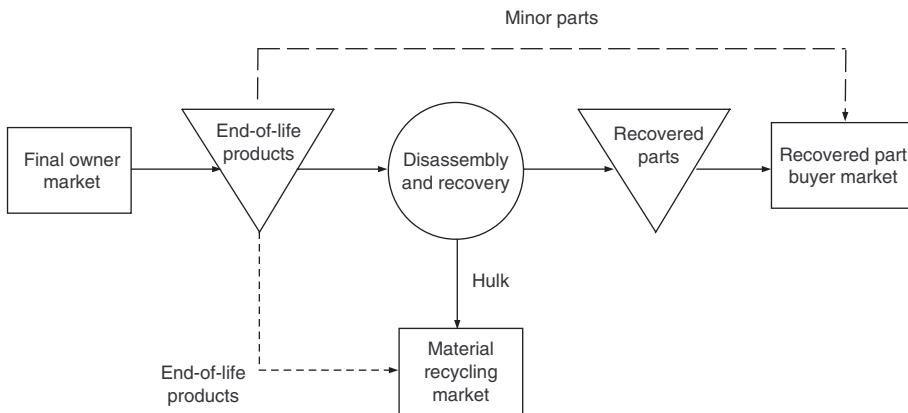 Minor parts
Final owner
market
End-of-life
products
Disassembly
and recovery
Recovered
parts
Recovered part
buyer market
Hulk
End-of-life
products
Material
recycling
market